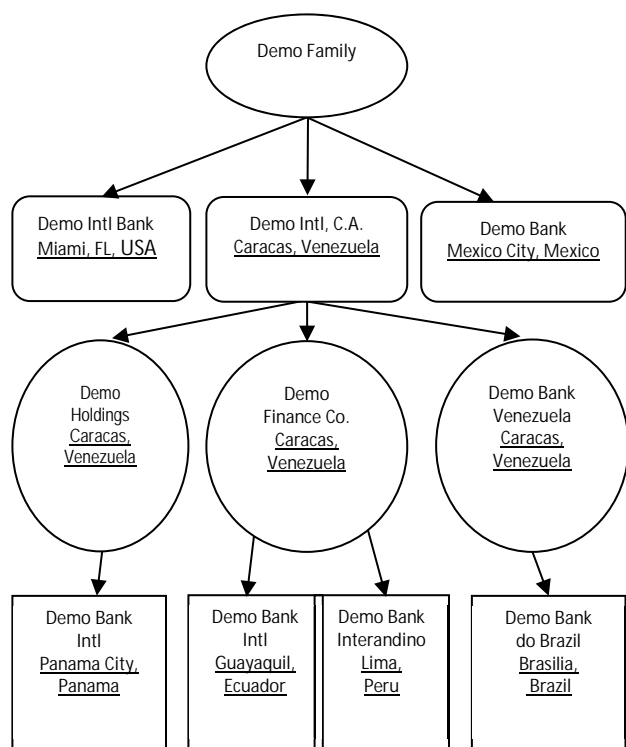 Demo Family
Demo Intl Bank
Miami, FL, USA
Demo Intl, C.A.
Caracas, Venezuela
Demo Bank
Mexico City, Mexico
Demo
Holdings
Caracas,
Venezuela
Demo
Finance Co.
Caracas,
Venezuela
Demo Bank
Venezuela
Caracas,
Venezuela
Demo Bank
Intl
Panama City,
Panama
Demo Bank
Intl
Guayaquil,
Ecuador
Demo Bank
Interandino
Lima,
Peru
Demo Bank
do Brazil
Brasilia,
Brazil